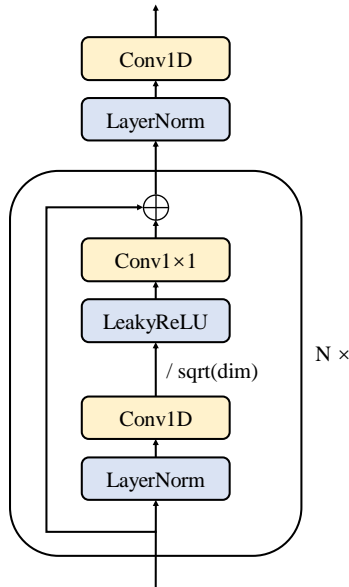 Conv1D
LayerNorm
Conv1×1
LeakyReLU
N ×
/ sqrt(dim)
Conv1D
LayerNorm